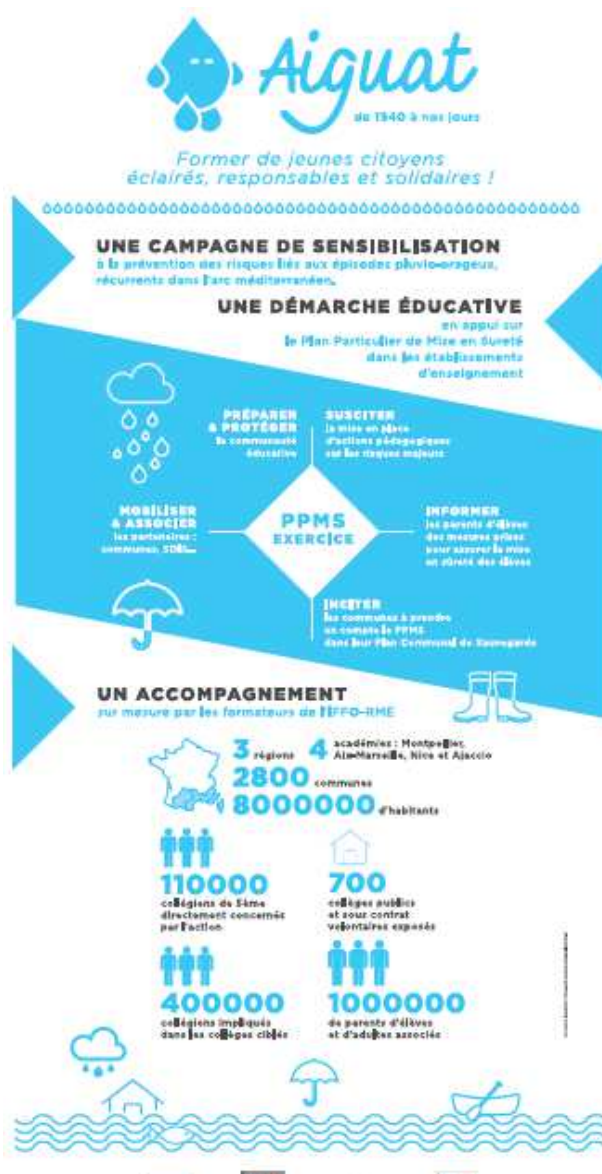 Aiguat
de 1940 à nos jours
Former de jeunes citoyens
éclairés, responsables et solidaires !
UNE CAMPAGNE DE SENSIBILISATION
à la prévention des risques liés aux épisodes pluvio-orageux,
récurrents dans l'arc méditerranéen.
UNE DÉMARCHE ÉDUCATIVE
en appui sur
le Plan Particulier de Mise en Sureté
dans les établissements
d'enseignement
PRÉPARER
& PROTÉGER
la communauté
éducative
SUSCITER
la mise en place
d'actions pédagogiques
sur les risques majeurs
MOBILISER
& ASSOCIER
les partenaires :
communes, SDIS...
PPMS
EXERCICE
INFORMER
les parents d'élèves
des mesures prises
pour assurer la mise
en sûreté des élèves
INCITER
les communes à prendre
en compte le PPMS
dans leur Plan Communal de Sauvegarde
UN ACCOMPAGNEMENT
sur mesure par les formateurs de l'IFFO-RME
3 régions
4 académies : Montpellier,
Aix-Marseille, Nice et Ajaccio
2800 communes
8000000 d'habitants
110000
collégiens de 5ème
directement concernés
par l'action
700
collèges publics
et sous contrat
volontaires exposés
400000
collégiens impliqués
dans les collèges ciblés
1000000
de parents d'élèves
et d'adultes associés